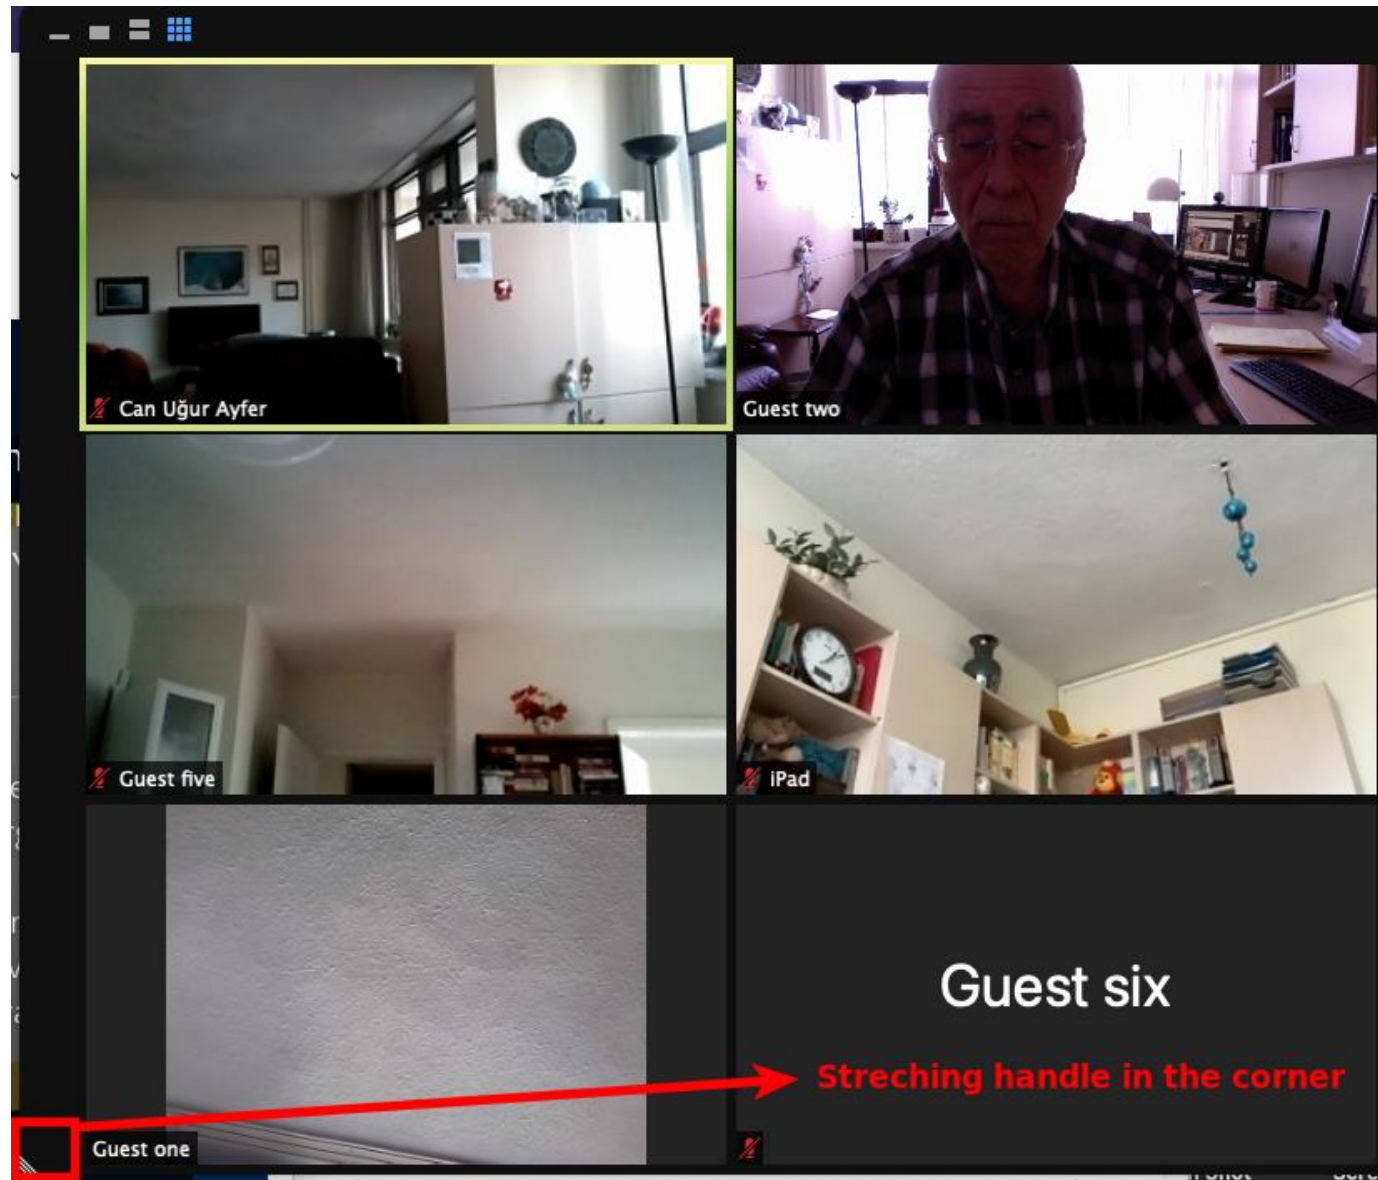 Can Uğur Ayfer
Guest two
Guest five
iPad
Guest six
Streching handle in the corner
Guest one